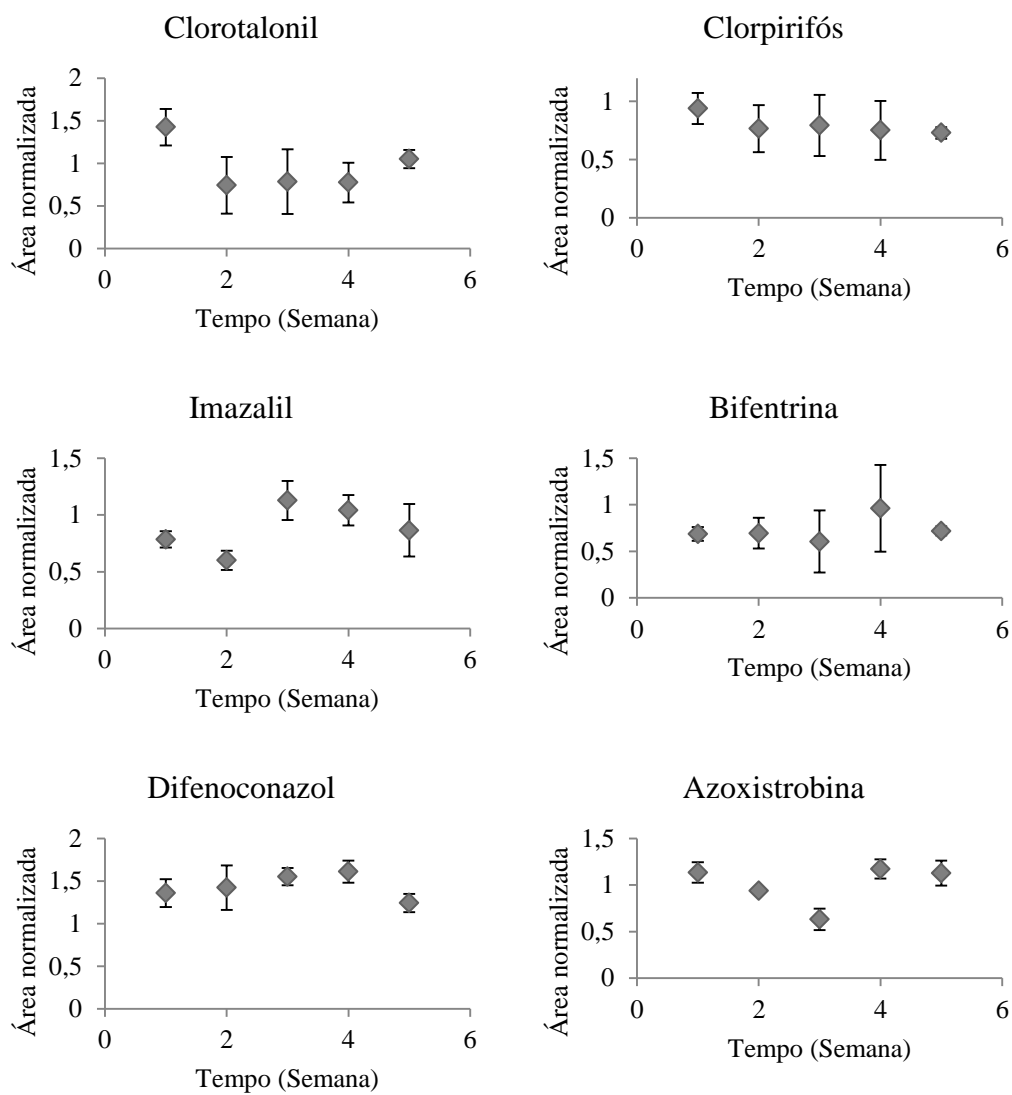 Clorotalonil
Área normalizada
2
1,5
1
0,5
0
0 2 4 6
Tempo (Semana)
Clorpirifós
Área normalizada
1
0,5
0
0 2 4 6
Tempo (Semana)
Imazalil
Área normalizada
1,5
1
0,5
0
0 2 4 6
Tempo (Semana)
Bifentrina
Área normalizada
1,5
1
0,5
0
0 2 4 6
Tempo (Semana)
Difenoconazol
Área normalizada
2
1,5
1
0,5
0
0 2 4 6
Tempo (Semana)
Azoxistrobina
Área normalizada
1,5
1
0,5
0
0 2 4 6
Tempo (Semana)